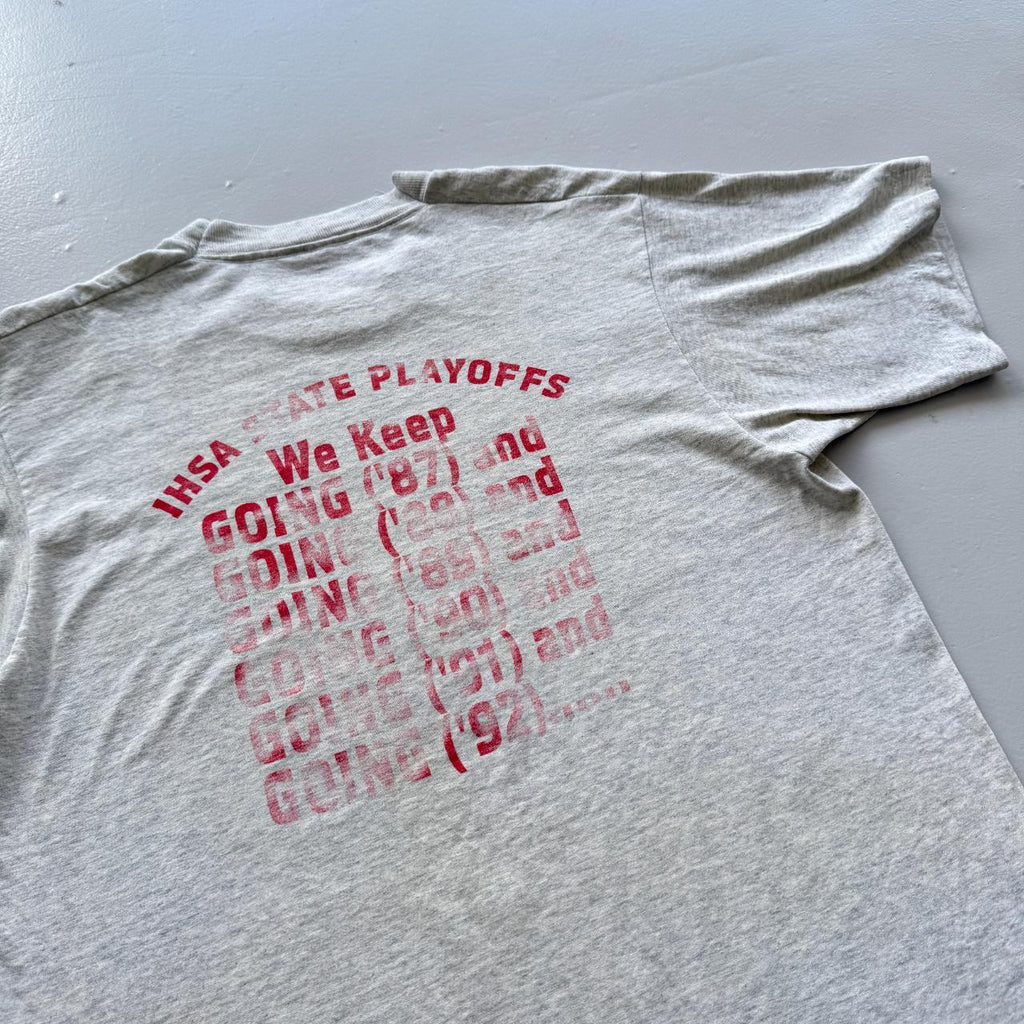 IHSA STATE PLAYOFFS
We Keep
GOING ('87) and
GOING ('88) and
GOING ('89) and
GOING ('90) and
GOING ('91) and
GOING ('92).....